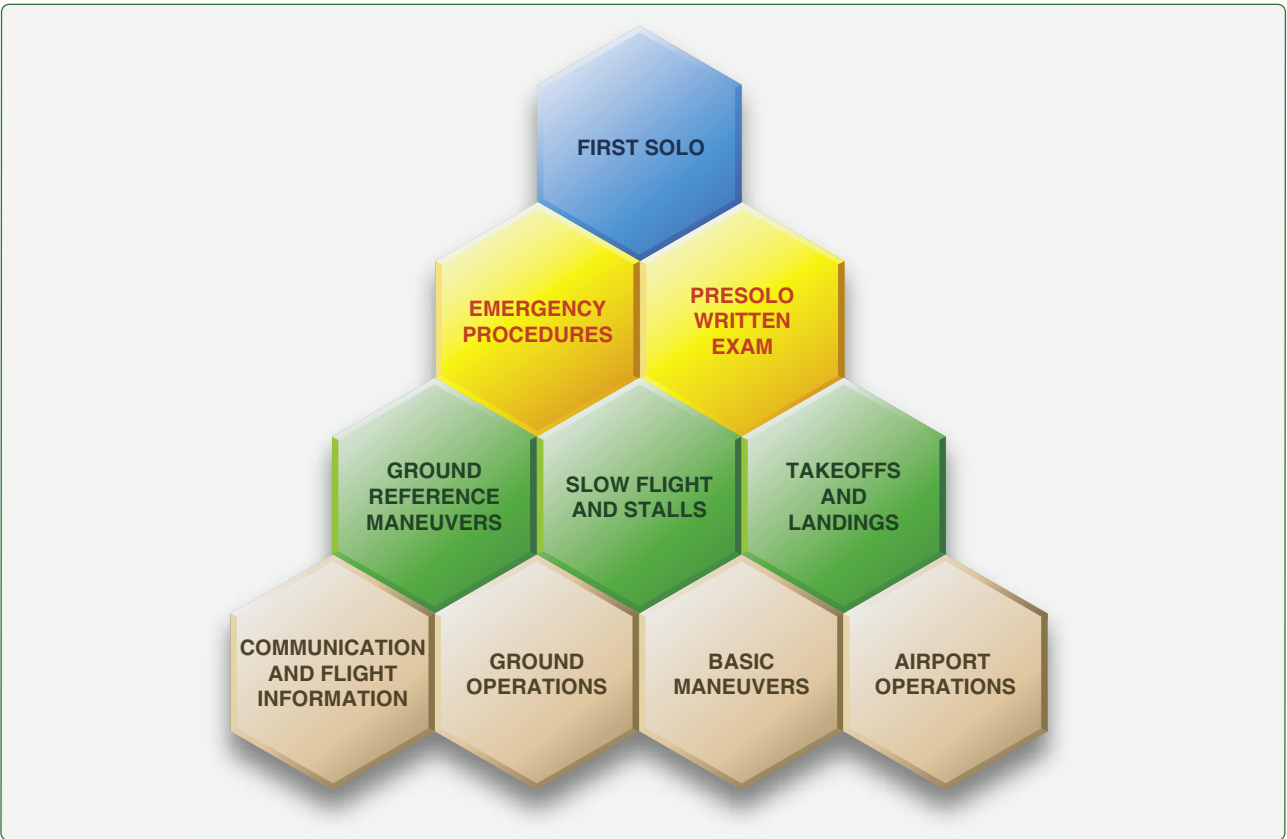 FIRST SOLO
EMERGENCY
PROCEDURES
PRESOLO
WRITTEN
EXAM
GROUND
REFERENCE
MANEUVERS
SLOW FLIGHT
AND STALLS
TAKEOFFS
AND
LANDINGS
COMMUNICATION
AND FLIGHT
INFORMATION
GROUND
OPERATIONS
BASIC
MANEUVERS
AIRPORT
OPERATIONS